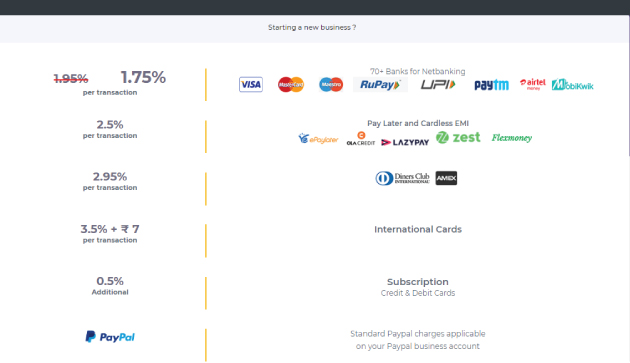 Starting a new business ?
1.95% 1.75%
per transaction
70+ Banks for Netbanking
VISA MasterCard Maestro RuPay UPI paytm airtel money MobiKwik
2.5%
per transaction
Pay Later and Cardless EMI
ePaylater OLACREDIT LAZYPAY zest Flexmoney
2.95%
per transaction
Diners Club INTERNATIONAL AMEX
3.5% + ₹ 7
per transaction
International Cards
0.5%
Additional
Subscription
Credit & Debit Cards
PayPal
Standard Paypal charges applicable
on your Paypal business account